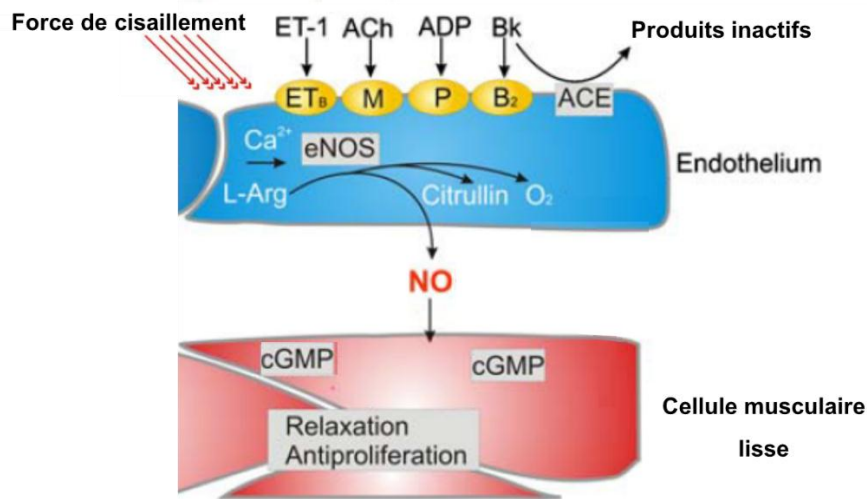 Force de cisaillement
ET-1 ACh ADP Bk
Produits inactifs
ETB M P B2 ACE
Ca²⁺
eNOS
Endothelium
L-Arg Citrullin O₂
NO
cGMP cGMP
Cellule musculaire
lisse
Relaxation
Antiproliferation